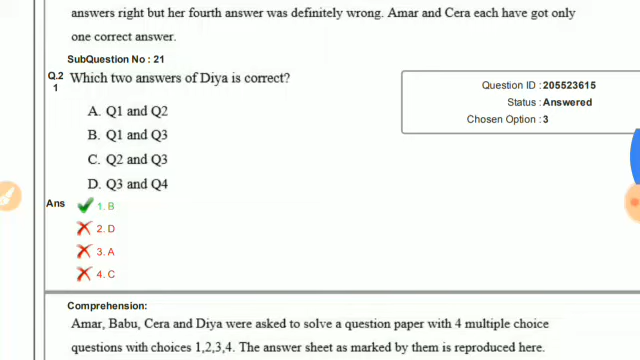 answers right but her fourth answer was definitely wrong. Amar and Cera each have got only
one correct answer.
SubQuestion No : 21
Q.2 Which two answers of Diya is correct?
1
Question ID : 205523615
Status : Answered
Chosen Option : 3
A. Q1 and Q2
B. Q1 and Q3
C. Q2 and Q3
D. Q3 and Q4
Ans
1. B
2. D
3. A
4. C
Comprehension:
Amar, Babu, Cera and Diya were asked to solve a question paper with 4 multiple choice
questions with choices 1,2,3,4. The answer sheet as marked by them is reproduced here.